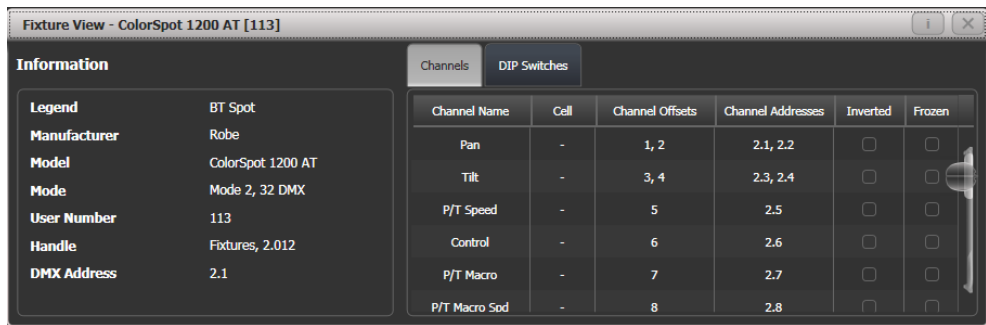 Fixture View - ColorSpot 1200 AT [113] i
Information
Legend BT Spot
Manufacturer Robe
Model ColorSpot 1200 AT
Mode Mode 2, 32 DMX
User Number 113
Handle Fixtures, 2.012
DMX Address 2.1
Channels DIP Switches
Channel Name Cell Channel Offsets Channel Addresses Inverted Frozen
Pan - 1, 2 2.1, 2.2
Tilt - 3, 4 2.3, 2.4
P/T Speed - 5 2.5
Control - 6 2.6
P/T Macro - 7 2.7
P/T Macro Spd - 8 2.8